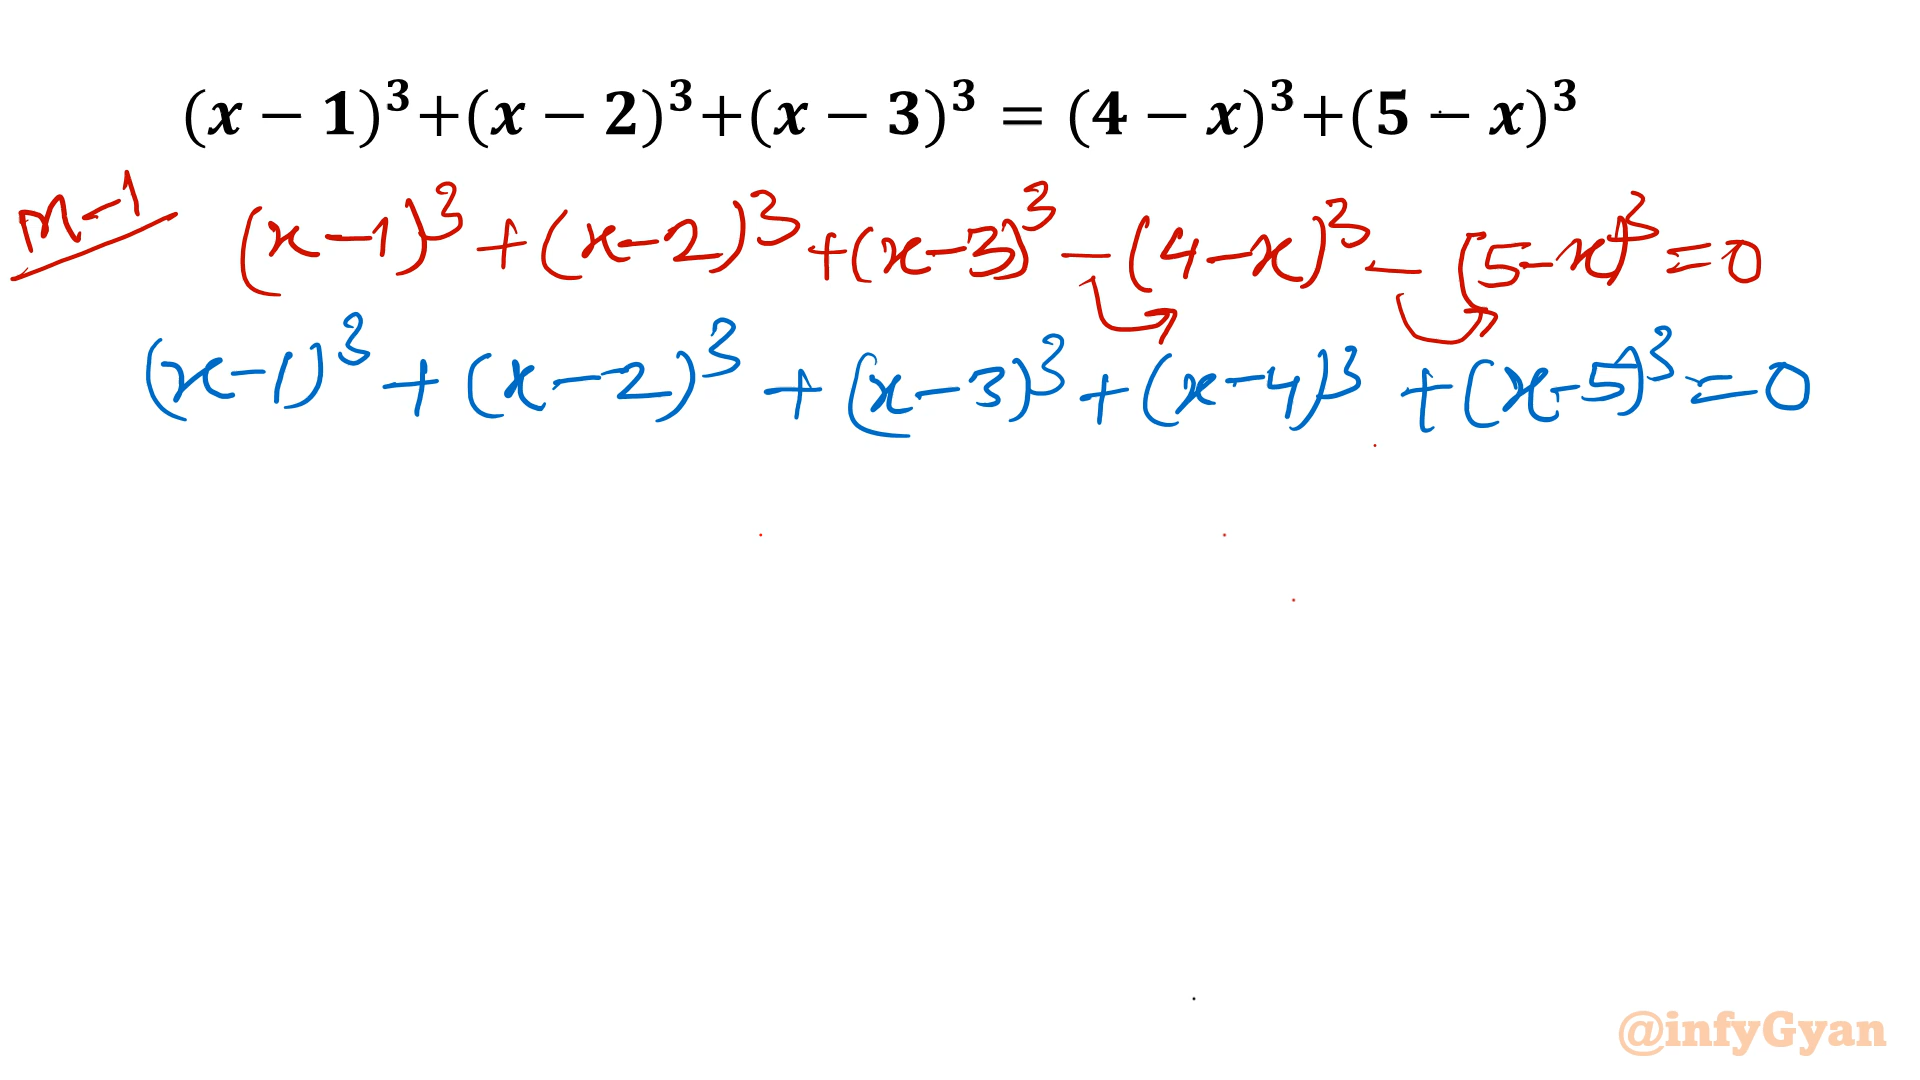 (x − 1)³+(x − 2)³+(x − 3)³ = (4 − x)³+(5 − x)³
M-1 (x-1)³ + (x-2)³ + (x-3)³ - (4-x)³ - (5-x)³ = 0
(x-1)³ + (x-2)³ + (x-3)³ + (x-4)³ + (x-5)³ = 0
@infyGyan